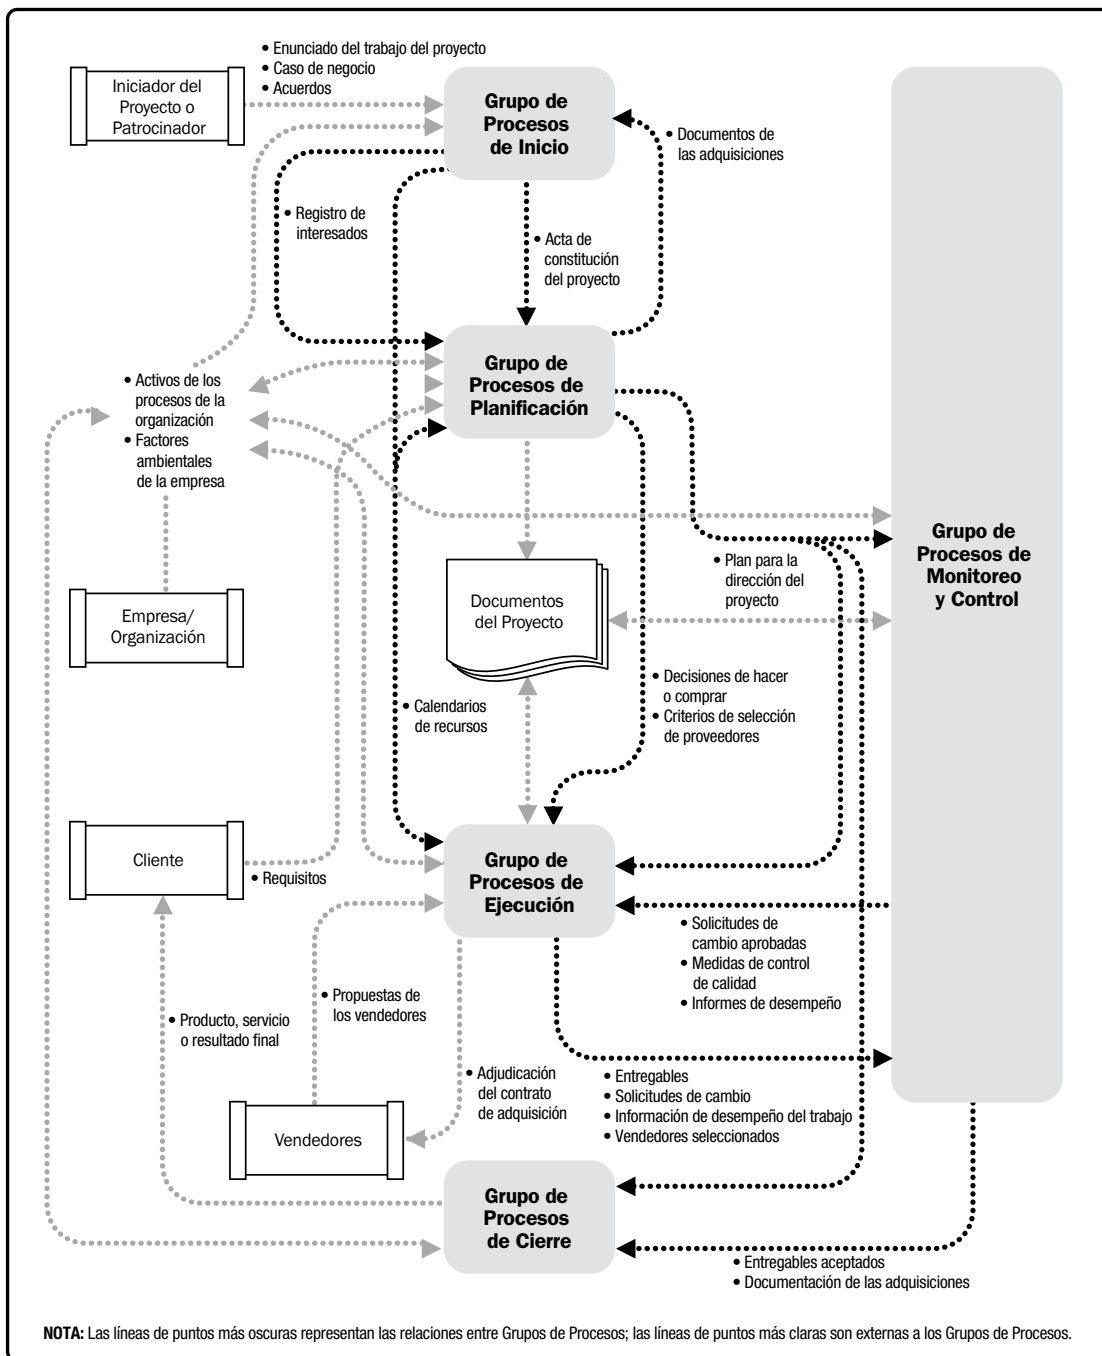 • Enunciado del trabajo del proyecto
• Caso de negocio
• Acuerdos
Iniciador del
Proyecto o
Patrocinador
Grupo de
Procesos
de Inicio
• Documentos de
las adquisiciones
• Registro de
interesados
• Acta de
constitución
del proyecto
Grupo de
Procesos de
Planificación
• Activos de los
procesos de la
organización
• Factores
ambientales
de la empresa
Grupo de
Procesos de
Monitoreo
y Control
• Plan para la
dirección del
proyecto
Empresa/
Organización
Documentos
del Proyecto
• Calendarios
de recursos
• Decisiones de hacer
o comprar
• Criterios de selección
de proveedores
Cliente
• Requisitos
Grupo de
Procesos de
Ejecución
• Solicitudes de
cambio aprobadas
• Medidas de control
de calidad
• Informes de desempeño
• Propuestas de
los vendedores
• Producto, servicio
o resultado final
• Adjudicación
del contrato
de adquisición
• Entregables
• Solicitudes de cambio
• Información de desempeño del trabajo
• Vendedores seleccionados
Vendedores
Grupo de
Procesos
de Cierre
• Entregables aceptados
• Documentación de las adquisiciones
NOTA: Las líneas de puntos más oscuras representan las relaciones entre Grupos de Procesos; las líneas de puntos más claras son externas a los Grupos de Procesos.